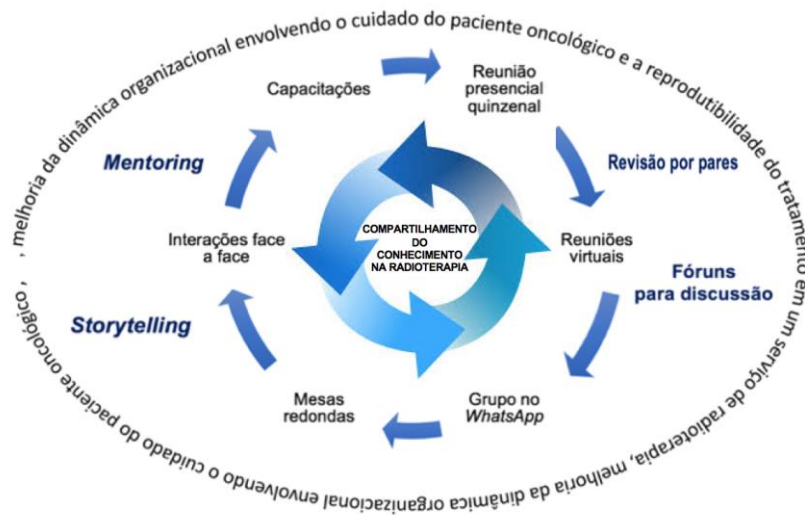 , melhoria da dinâmica organizacional envolvendo o cuidado do paciente oncológico e a reprodutibilidade do tratamento em um serviço de radioterapia, melhoria da dinâmica organizacional envolvendo o cuidado do paciente oncológico ,
Capacitações
Reunião
presencial
quinzenal
Mentoring
Revisão por pares
Interações face
a face
COMPARTILHAMENTO
DO
CONHECIMENTO
NA RADIOTERAPIA
Reuniões
virtuais
Fóruns
para discussão
Storytelling
Mesas
redondas
Grupo no
WhatsApp